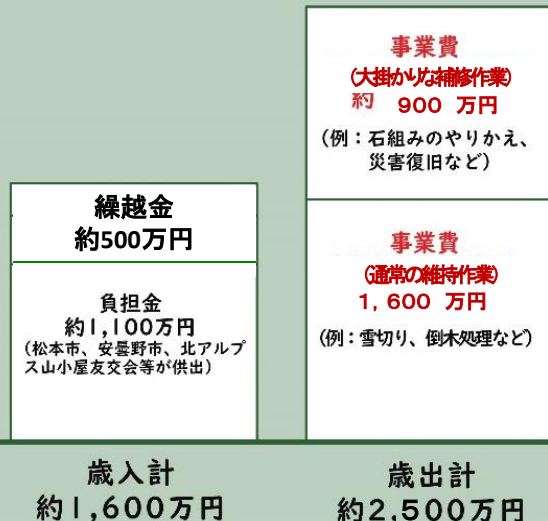 繰越金
約500万円
負担金
約1,100万円
(松本市、安曇野市、北アルプ
ス山小屋友交会等が供出)
歳入計
約1,600万円
事業費
(大掛かりな補修作業)
約 900 万円
(例:石組みのやりかえ、
災害復旧など)
事業費
(通常の維持作業)
1,600 万円
(例:雪切り、倒木処理など)
歳出計
約2,500万円